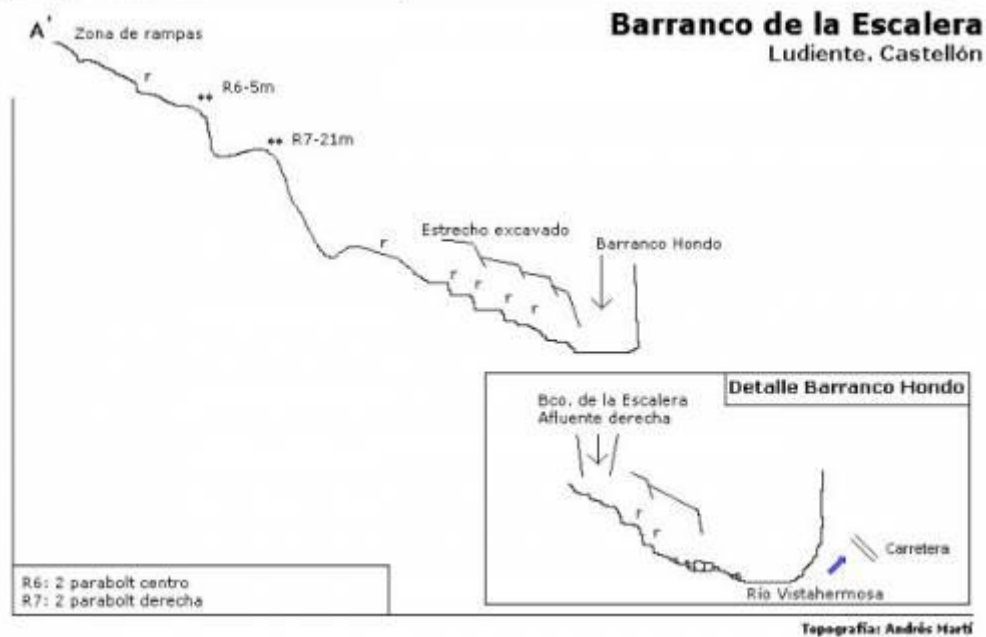 Barranco de la Escalera
Ludiente. Castellón
A'
Zona de rampas
r
R6-5m
R7-21m
r
Estrecho excavado
Barranco Hondo
r
r
r
r
Detalle Barranco Hondo
Bco. de la Escalera
Afluente derecha
r
r
Carretera
Río Vistahermosa
R6: 2 parabolt centro
R7: 2 parabolt derecha
Topografía: Andrés Martí